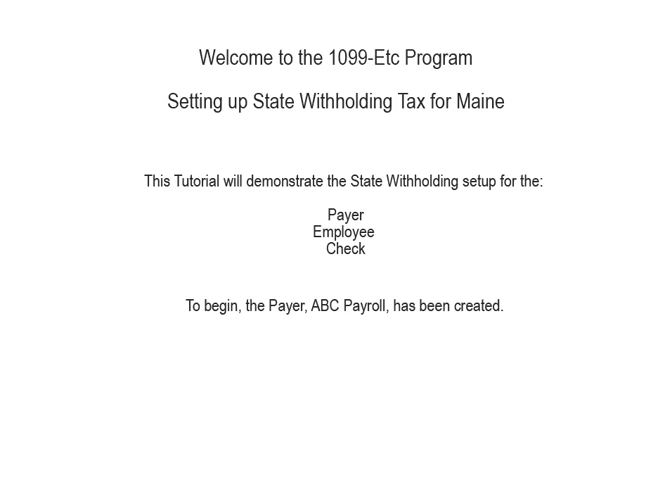 Welcome to the 1099-Etc Program
Setting up State Withholding Tax for Maine
This Tutorial will demonstrate the State Withholding setup for the:
Payer
Employee
Check
To begin, the Payer, ABC Payroll, has been created.